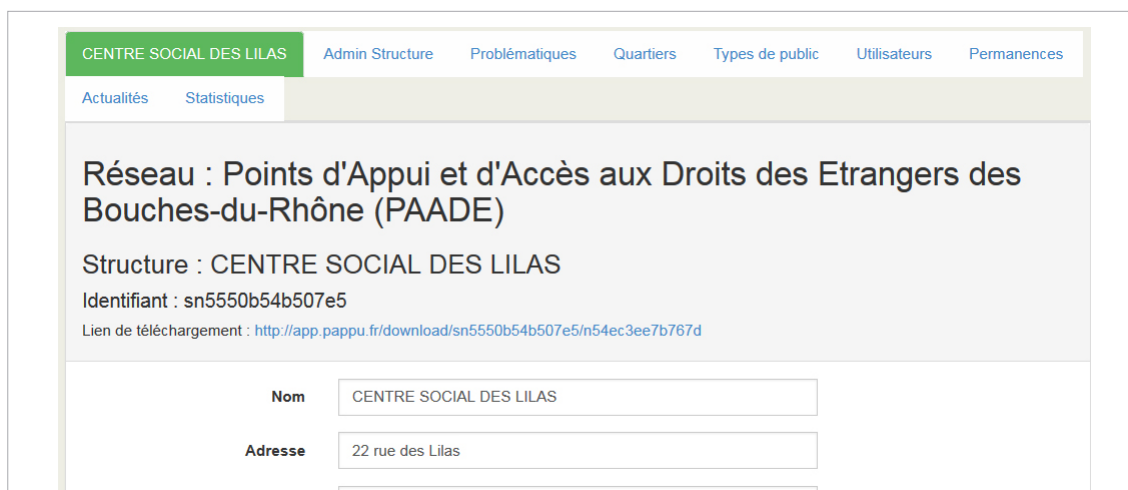 CENTRE SOCIAL DES LILAS Admin Structure Problématiques Quartiers Types de public Utilisateurs Permanences
Actualités Statistiques
Réseau : Points d'Appui et d'Accès aux Droits des Etrangers des
Bouches-du-Rhône (PAADE)
Structure : CENTRE SOCIAL DES LILAS
Identifiant : sn5550b54b507e5
Lien de téléchargement : http://app.pappu.fr/download/sn5550b54b507e5/n54ec3ee7b767d
Nom CENTRE SOCIAL DES LILAS
Adresse 22 rue des Lilas